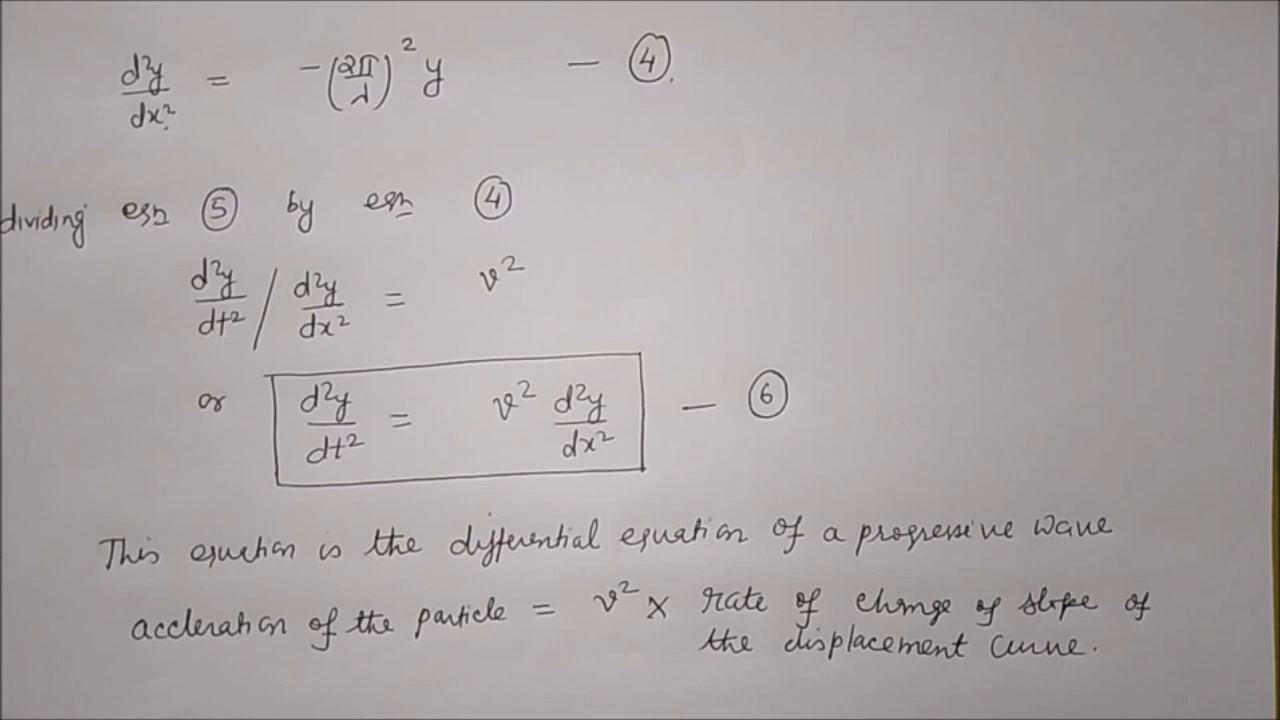 d²y/dx² = -(2π/λ)² y — ④
dividing eqn ⑤ by eqn ④
d²y/dt² / d²y/dx² = v²
or d²y/dt² = v² d²y/dx² — ⑥
This equation is the differential equation of a progressive wave
accleration of the particle = v² × rate of change of slope of
the displacement curve.